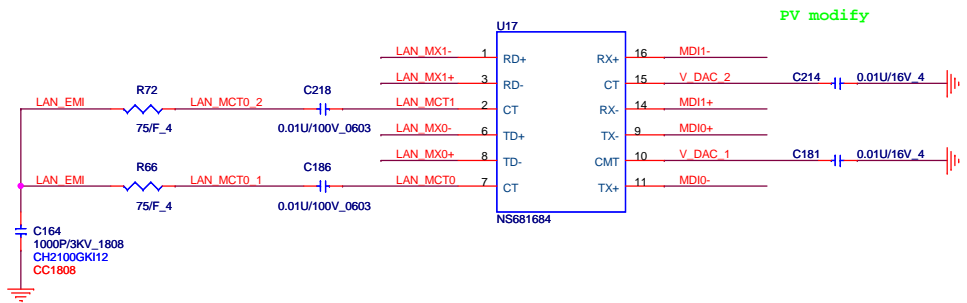 PV modify
U17
LAN_MX1- 1 RD+ RX+ 16 MDI1-
LAN_MX1+ 3 RD- CT 15 V_DAC_2 C214 0.01U/16V_4
LAN_EMI R72 LAN_MCT0_2 C218 LAN_MCT1 2 CT RX- 14 MDI1+
75/F_4 0.01U/100V_0603
LAN_MX0- 6 TD+ TX- 9 MDI0+
LAN_MX0+ 8 TD- CMT 10 V_DAC_1 C181 0.01U/16V_4
LAN_EMI R66 LAN_MCT0_1 C186 LAN_MCT0 7 CT TX+ 11 MDI0-
75/F_4 0.01U/100V_0603
NS681684
C164
1000P/3KV_1808
CH2100GKI12
CC1808